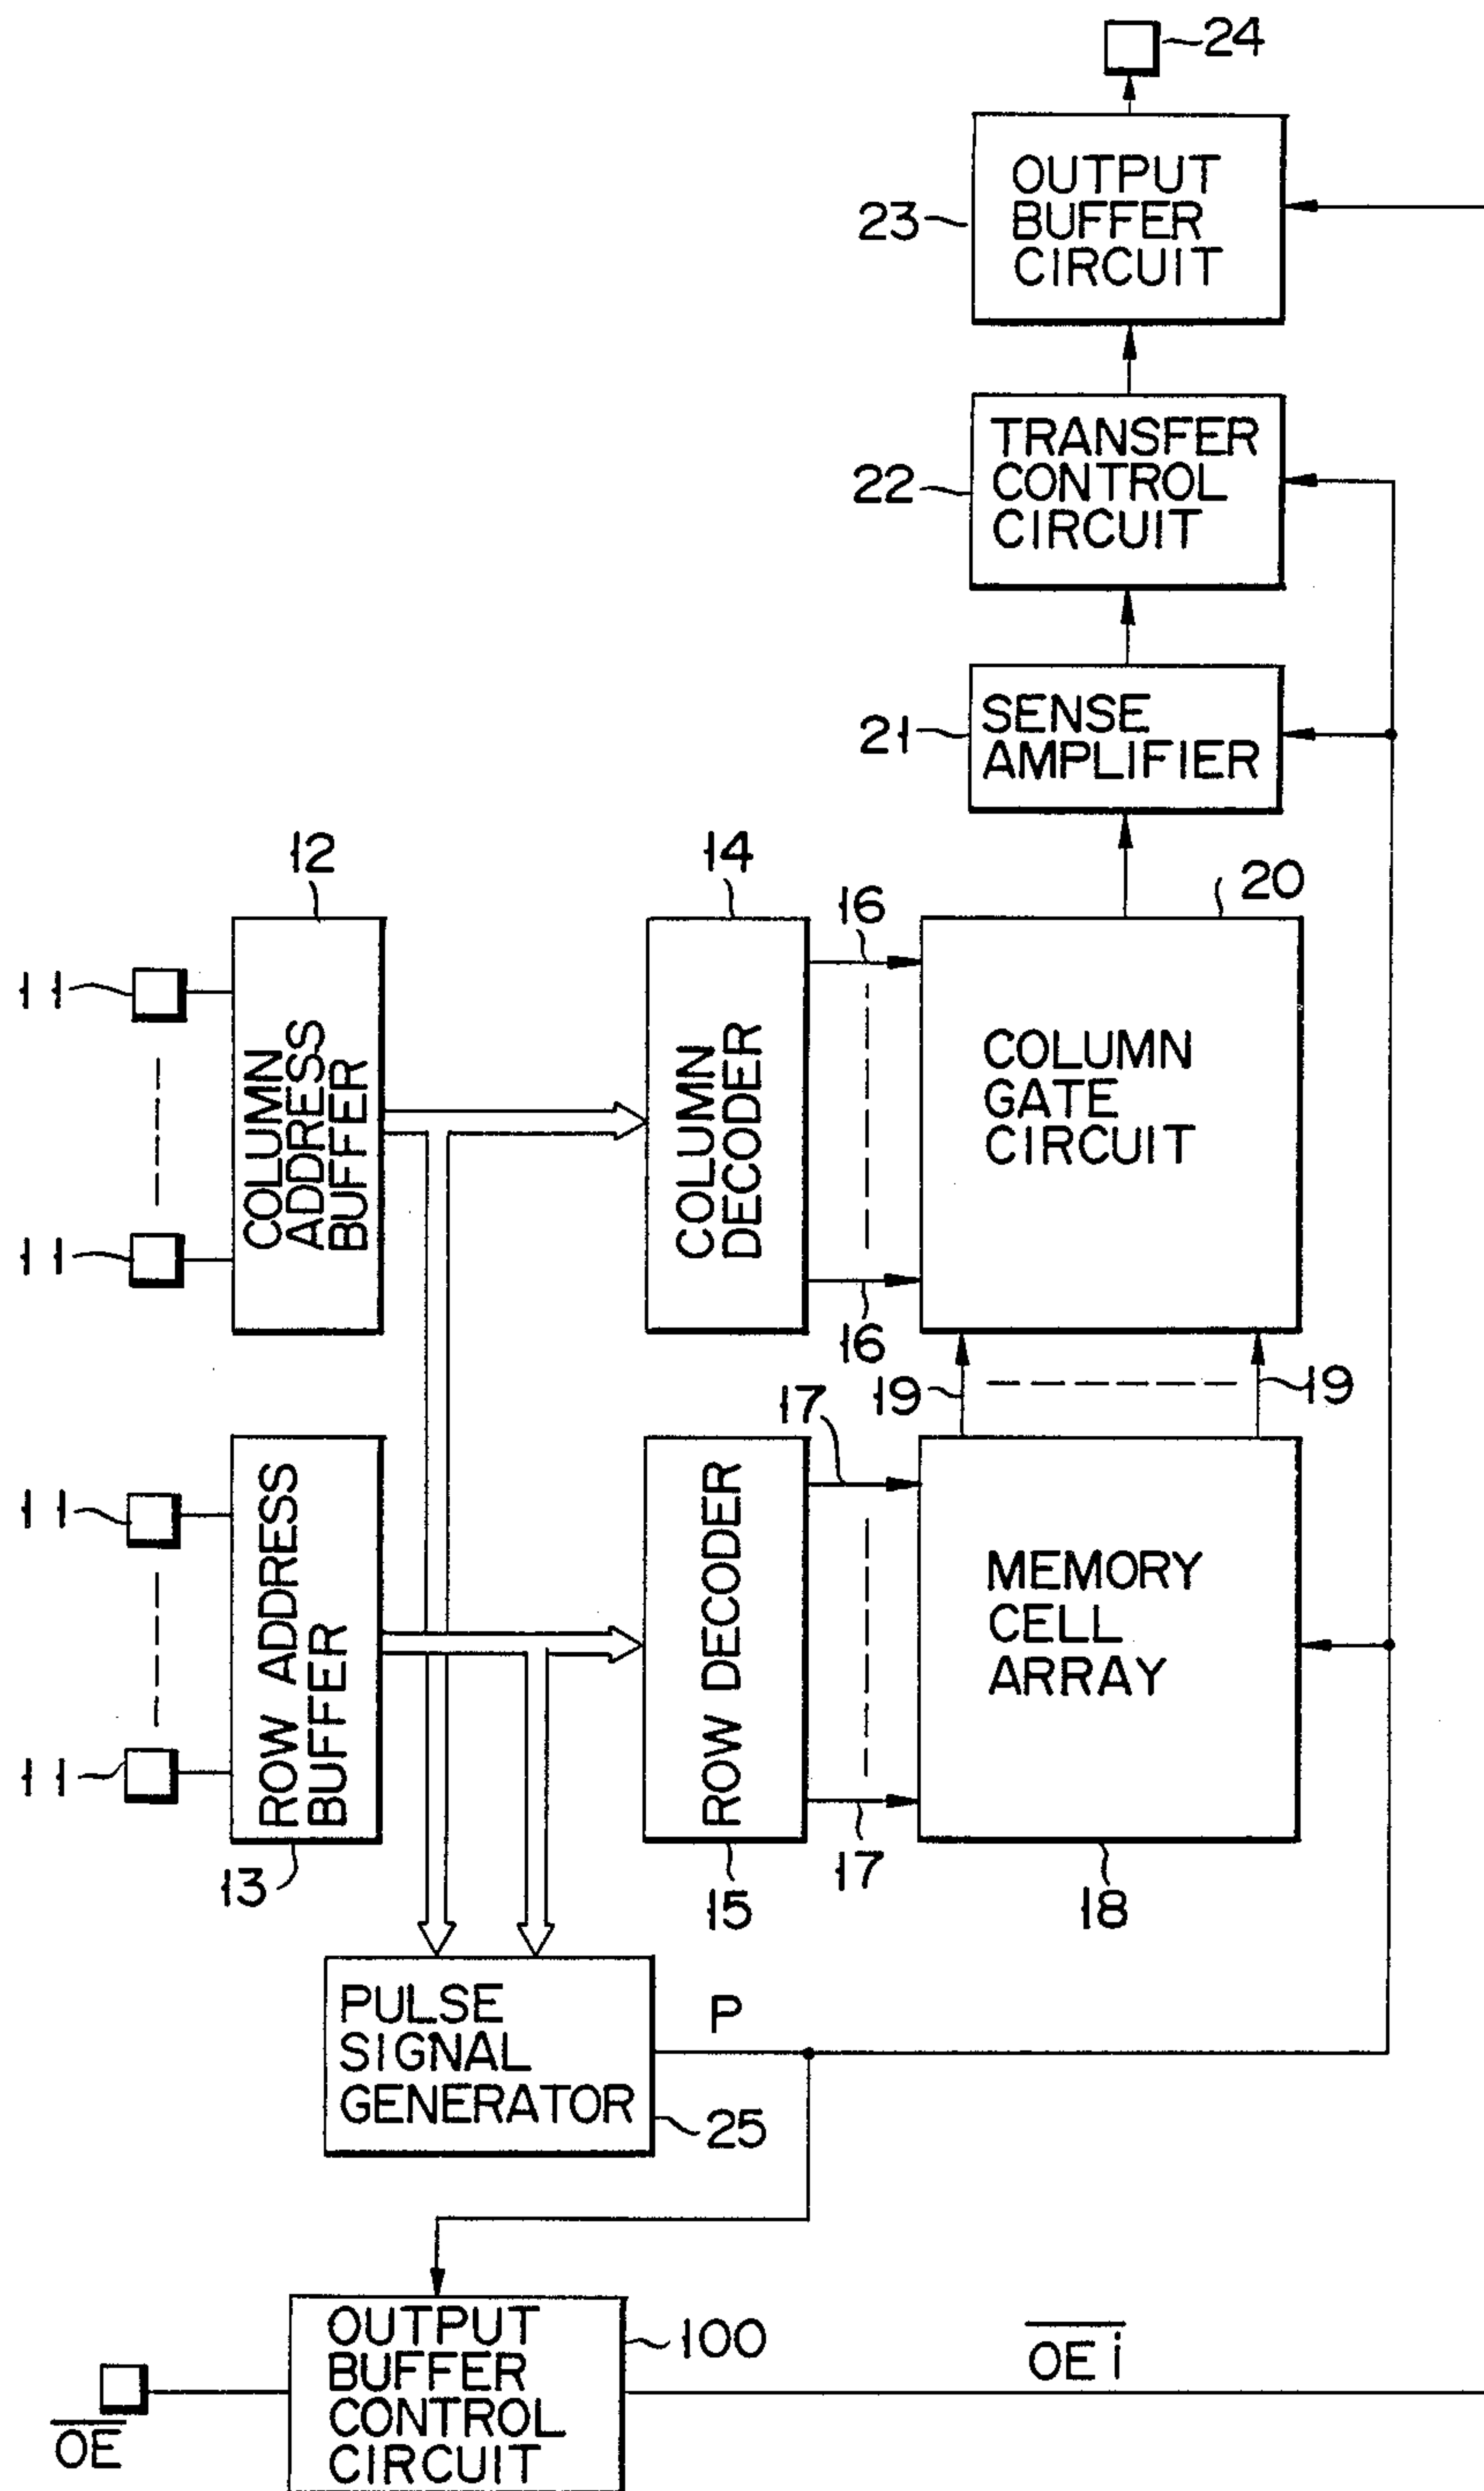 24
OUTPUT
BUFFER
CIRCUIT
23
TRANSFER
CONTROL
CIRCUIT
22
SENSE
AMPLIFIER
21
12
14
16
20
11
COLUMN
ADDRESS
BUFFER
COLUMN
DECODER
COLUMN
GATE
CIRCUIT
11
16
19
19
17
11
ROW ADDRESS
BUFFER
ROW DECODER
MEMORY
CELL
ARRAY
11
13
15
17
18
PULSE
SIGNAL
GENERATOR
P
25
OUTPUT
BUFFER
CONTROL
CIRCUIT
100
O̅E̅i̅
O̅E̅